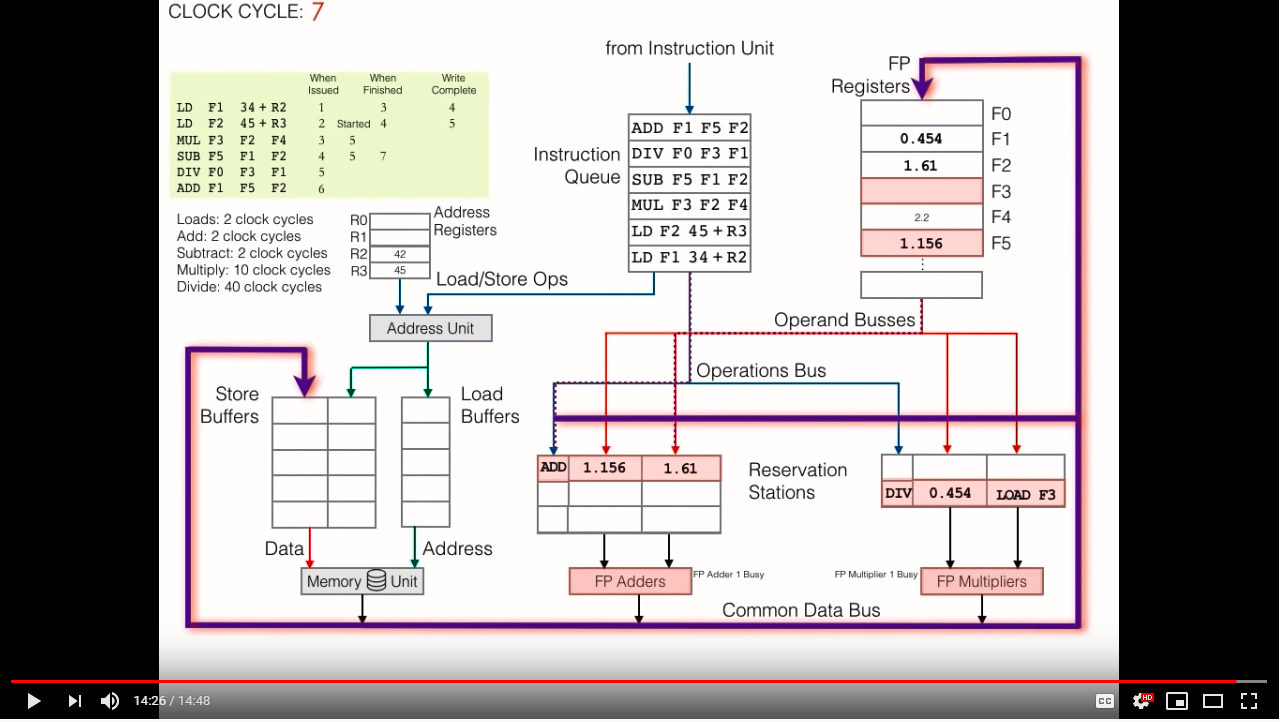 CLOCK CYCLE: 7
from Instruction Unit
When Issued When Finished Write Complete
LD F1 34+R2 1 3 4
LD F2 45+R3 2 Started 4 5
MUL F3 F2 F4 3 5
SUB F5 F1 F2 4 5 7
DIV F0 F3 F1 5
ADD F1 F5 F2 6
Loads: 2 clock cycles
Add: 2 clock cycles
Subtract: 2 clock cycles
Multiply: 10 clock cycles
Divide: 40 clock cycles
R0
R1
R2 42
R3 45
Address
Registers
Instruction
Queue
ADD F1 F5 F2
DIV F0 F3 F1
SUB F5 F1 F2
MUL F3 F2 F4
LD F2 45+R3
LD F1 34+R2
FP
Registers
F0
0.454 F1
1.61 F2
F3
2.2 F4
1.156 F5
Load/Store Ops
Address Unit
Operand Busses
Operations Bus
Store
Buffers
Load
Buffers
ADD 1.156 1.61
Reservation
Stations
DIV 0.454 LOAD F3
Data
Address
Memory Unit
FP Adders
FP Adder 1 Busy
FP Multiplier 1 Busy
FP Multipliers
Common Data Bus
14:26 / 14:48
CC
HD